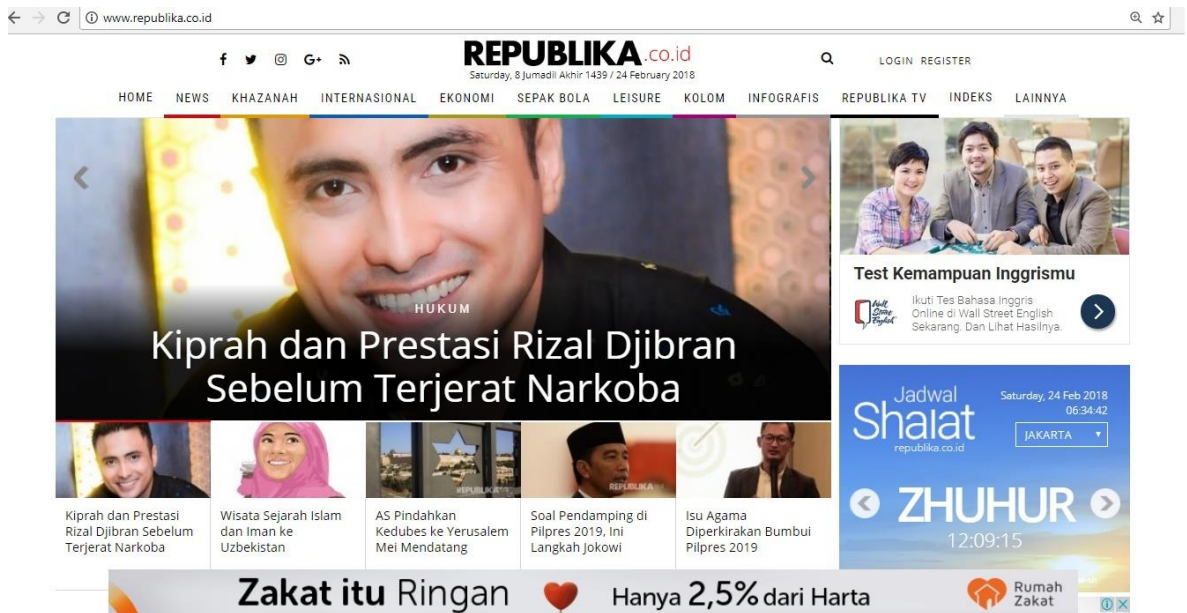 www.republika.co.id
REPUBLIKA.co.id
Saturday, 8 Jumadil Akhir 1439 / 24 February 2018
LOGIN REGISTER
HOME NEWS KHAZANAH INTERNASIONAL EKONOMI SEPAK BOLA LEISURE KOLOM INFOGRAFIS REPUBLIKA TV INDEKS LAINNYA
HUKUM
Kiprah dan Prestasi Rizal Djibran
Sebelum Terjerat Narkoba
Test Kemampuan Inggrismu
Wall
Street
English
Ikuti Tes Bahasa Inggris
Online di Wall Street English
Sekarang. Dan Lihat Hasilnya.
Jadwal
Shalat
republika.co.id
Saturday, 24 Feb 2018
06:34:42
JAKARTA
ZHUHUR
12:09:15
REPUBLIKA
REPUBLIKA
Kiprah dan Prestasi
Rizal Djibran Sebelum
Terjerat Narkoba
Wisata Sejarah Islam
dan Iman ke
Uzbekistan
AS Pindahkan
Kedubes ke Yerusalem
Mei Mendatang
Soal Pendamping di
Pilpres 2019, Ini
Langkah Jokowi
Isu Agama
Diperkirakan Bumbui
Pilpres 2019
Zakat itu Ringan
Hanya 2,5% dari Harta
Rumah
Zakat